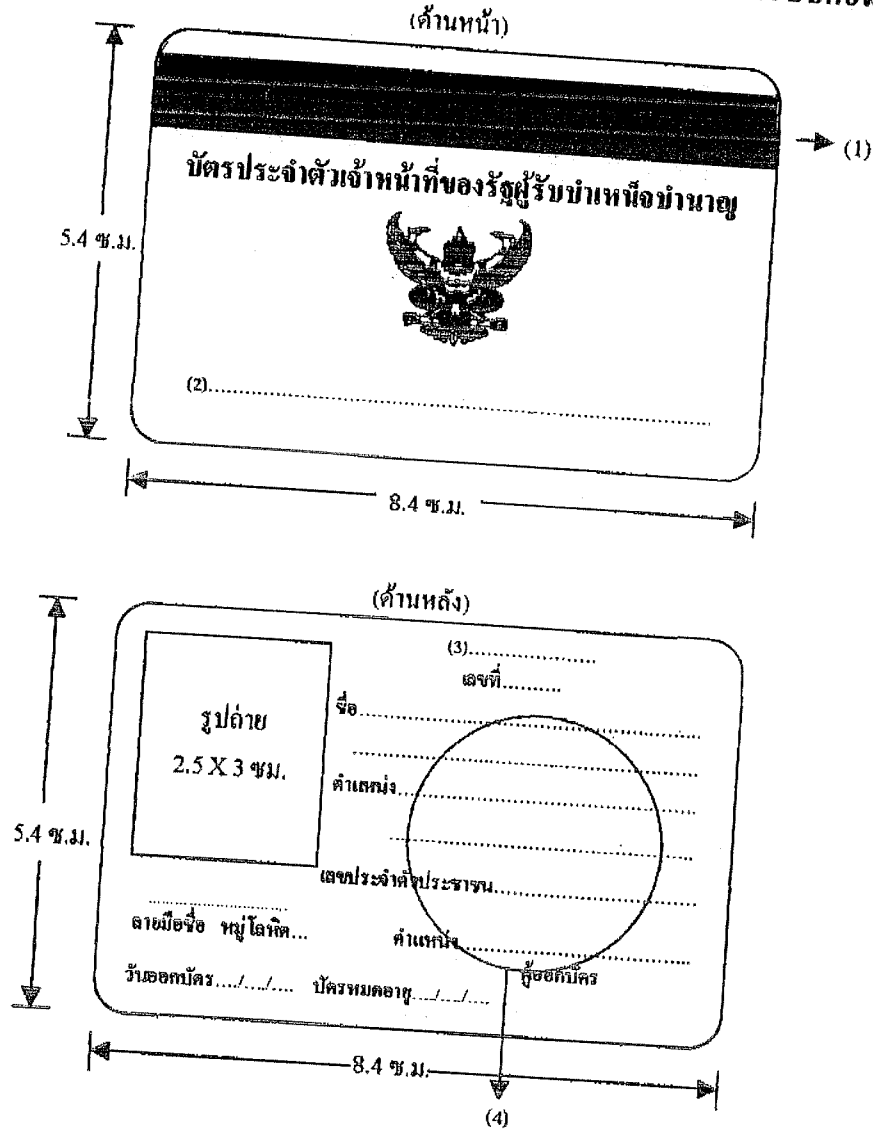 (ด้านหน้า)
(1)
บัตรประจำตัวเจ้าหน้าที่ของรัฐผู้รับบำเหน็จบำนาญ
5.4 ซ.ม.
(2)..........
8.4 ซ.ม.
(ด้านหลัง)
(3)..........
เลขที่..........
รูปถ่าย
2.5 X 3 ซม.
ชื่อ..........
ตำแหน่ง..........
5.4 ซ.ม.
เลขประจำตัวประชาชน..........
ลายมือชื่อ หมู่โลหิต...
ตำแหน่ง..........
ผู้ออกบัตร
วันออกบัตร..../..../.... บัตรหมดอายุ..../..../....
8.4 ซ.ม.
(4)